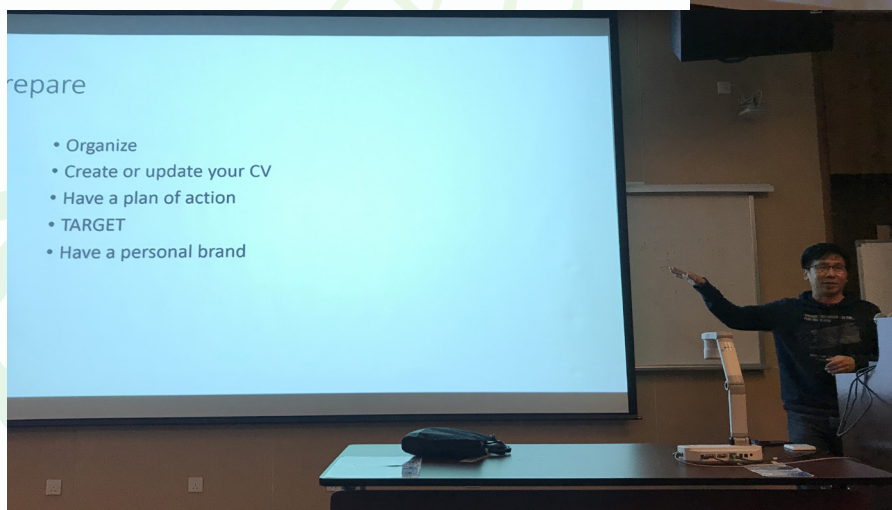 repare
• Organize
• Create or update your CV
• Have a plan of action
• TARGET
• Have a personal brand